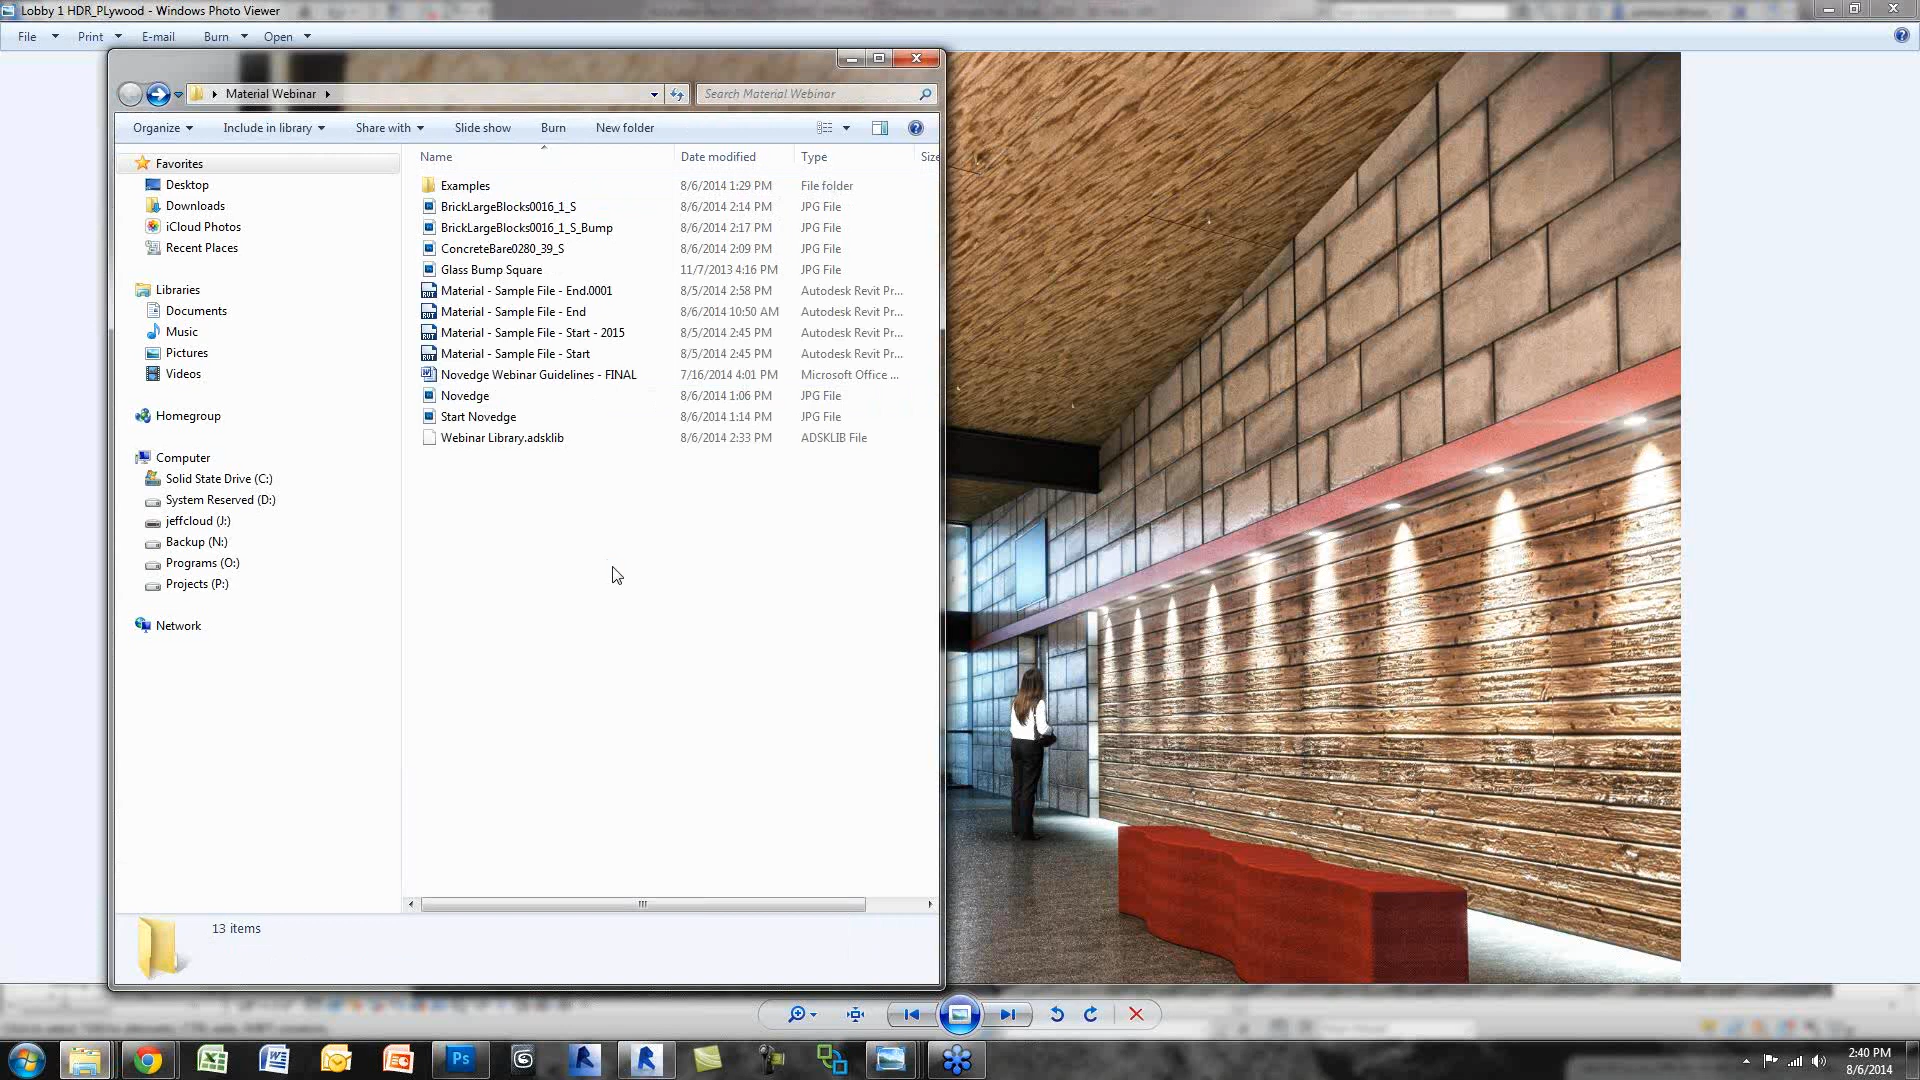 Lobby 1 HDR_PLywood - Windows Photo Viewer
File Print E-mail Burn Open
Material Webinar
Search Material Webinar
Organize Include in library Share with Slide show Burn New folder
Name Date modified Type Size
Favorites
Desktop
Downloads
iCloud Photos
Recent Places
Libraries
Documents
Music
Pictures
Videos
Homegroup
Computer
Solid State Drive (C:)
System Reserved (D:)
jeffcloud (J:)
Backup (N:)
Programs (O:)
Projects (P:)
Network
Examples 8/6/2014 1:29 PM File folder
BrickLargeBlocks0016_1_S 8/6/2014 2:14 PM JPG File
BrickLargeBlocks0016_1_S_Bump 8/6/2014 2:17 PM JPG File
ConcreteBare0280_39_S 8/6/2014 2:09 PM JPG File
Glass Bump Square 11/7/2013 4:16 PM JPG File
Material - Sample File - End.0001 8/5/2014 2:58 PM Autodesk Revit Pr...
Material - Sample File - End 8/6/2014 10:50 AM Autodesk Revit Pr...
Material - Sample File - Start - 2015 8/5/2014 2:45 PM Autodesk Revit Pr...
Material - Sample File - Start 8/5/2014 2:45 PM Autodesk Revit Pr...
Novedge Webinar Guidelines - FINAL 7/16/2014 4:01 PM Microsoft Office ...
Novedge 8/6/2014 1:06 PM JPG File
Start Novedge 8/6/2014 1:14 PM JPG File
Webinar Library.adsklib 8/6/2014 2:33 PM ADSKLIB File
13 items
Ps
2:40 PM
8/6/2014